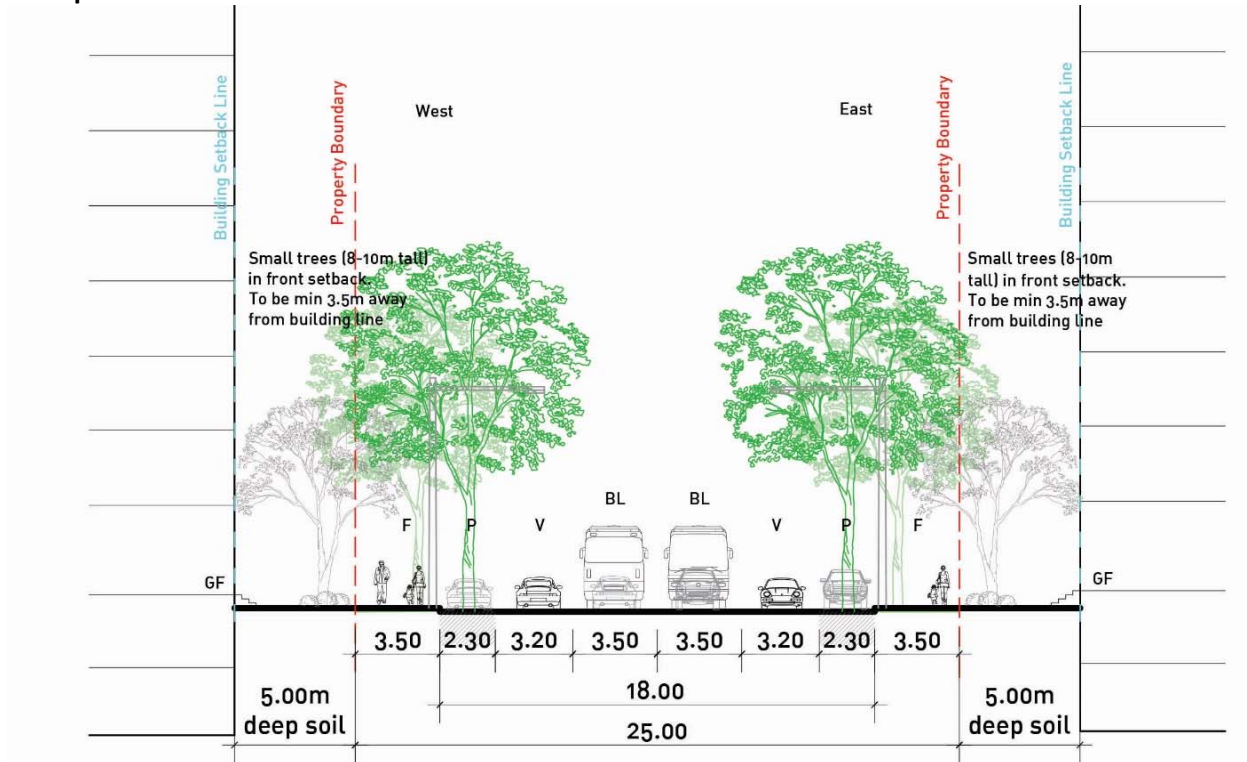 West
East
Building Setback Line
Property Boundary
Property Boundary
Building Setback Line
Small trees (8-10m tall)
in front setback.
To be min 3.5m away
from building line
Small trees (8-10m
tall) in front setback.
To be min 3.5m away
from building line
BL
BL
F
P
V
V
P
F
GF
GF
3.50
2.30
3.20
3.50
3.50
3.20
2.30
3.50
5.00m
deep soil
18.00
25.00
5.00m
deep soil